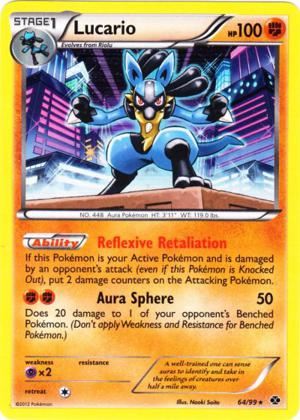 STAGE1
Lucario
HP100
Evolves from Riolu
NO. 448 Aura Pokémon HT: 3'11" WT: 119.0 lbs.
Ability Reflexive Retaliation
If this Pokémon is your Active Pokémon and is damaged
by an opponent's attack (even if this Pokémon is Knocked
Out), put 2 damage counters on the Attacking Pokémon.
Aura Sphere 50
Does 20 damage to 1 of your opponent's Benched
Pokémon. (Don't apply Weakness and Resistance for Benched
Pokémon.)
weakness
resistance
×2
retreat
A well-trained one can sense auras to
identify and take in the feelings
of creatures over half a mile away.
Illus. Naoki Saito
64/99
©2012 Pokémon